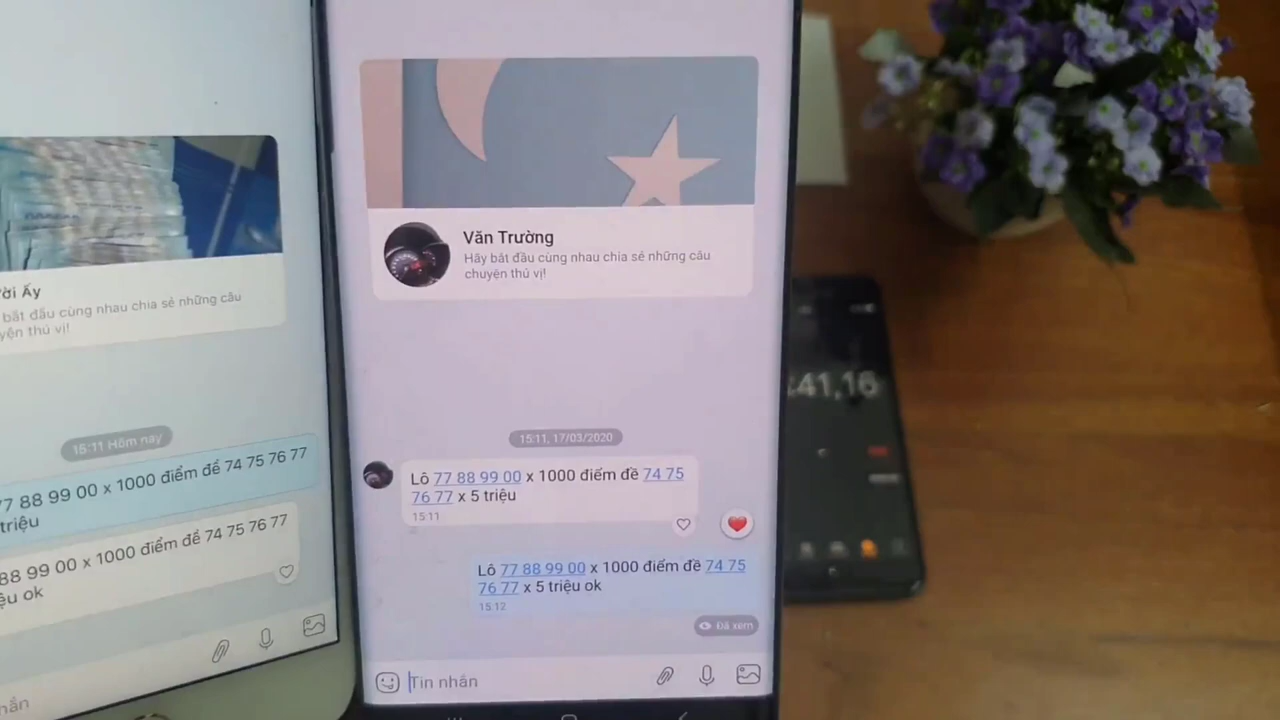 ời Ấy
bắt đầu cùng nhau chia sẻ những câu
yện thú vị!
15:11 Hôm nay
77 88 99 00 x 1000 điểm đề 74 75 76 77
triệu
88 99 00 x 1000 điểm đề 74 75 76 77
ệu ok
nhắn
Văn Trường
Hãy bắt đầu cùng nhau chia sẻ những câu
chuyện thú vị!
15:11, 17/03/2020
Lô 77 88 99 00 x 1000 điểm đề 74 75
76 77 x 5 triệu
15:11
Lô 77 88 99 00 x 1000 điểm đề 74 75
76 77 x 5 triệu ok
15:12
Đã xem
Tin nhắn
41,16